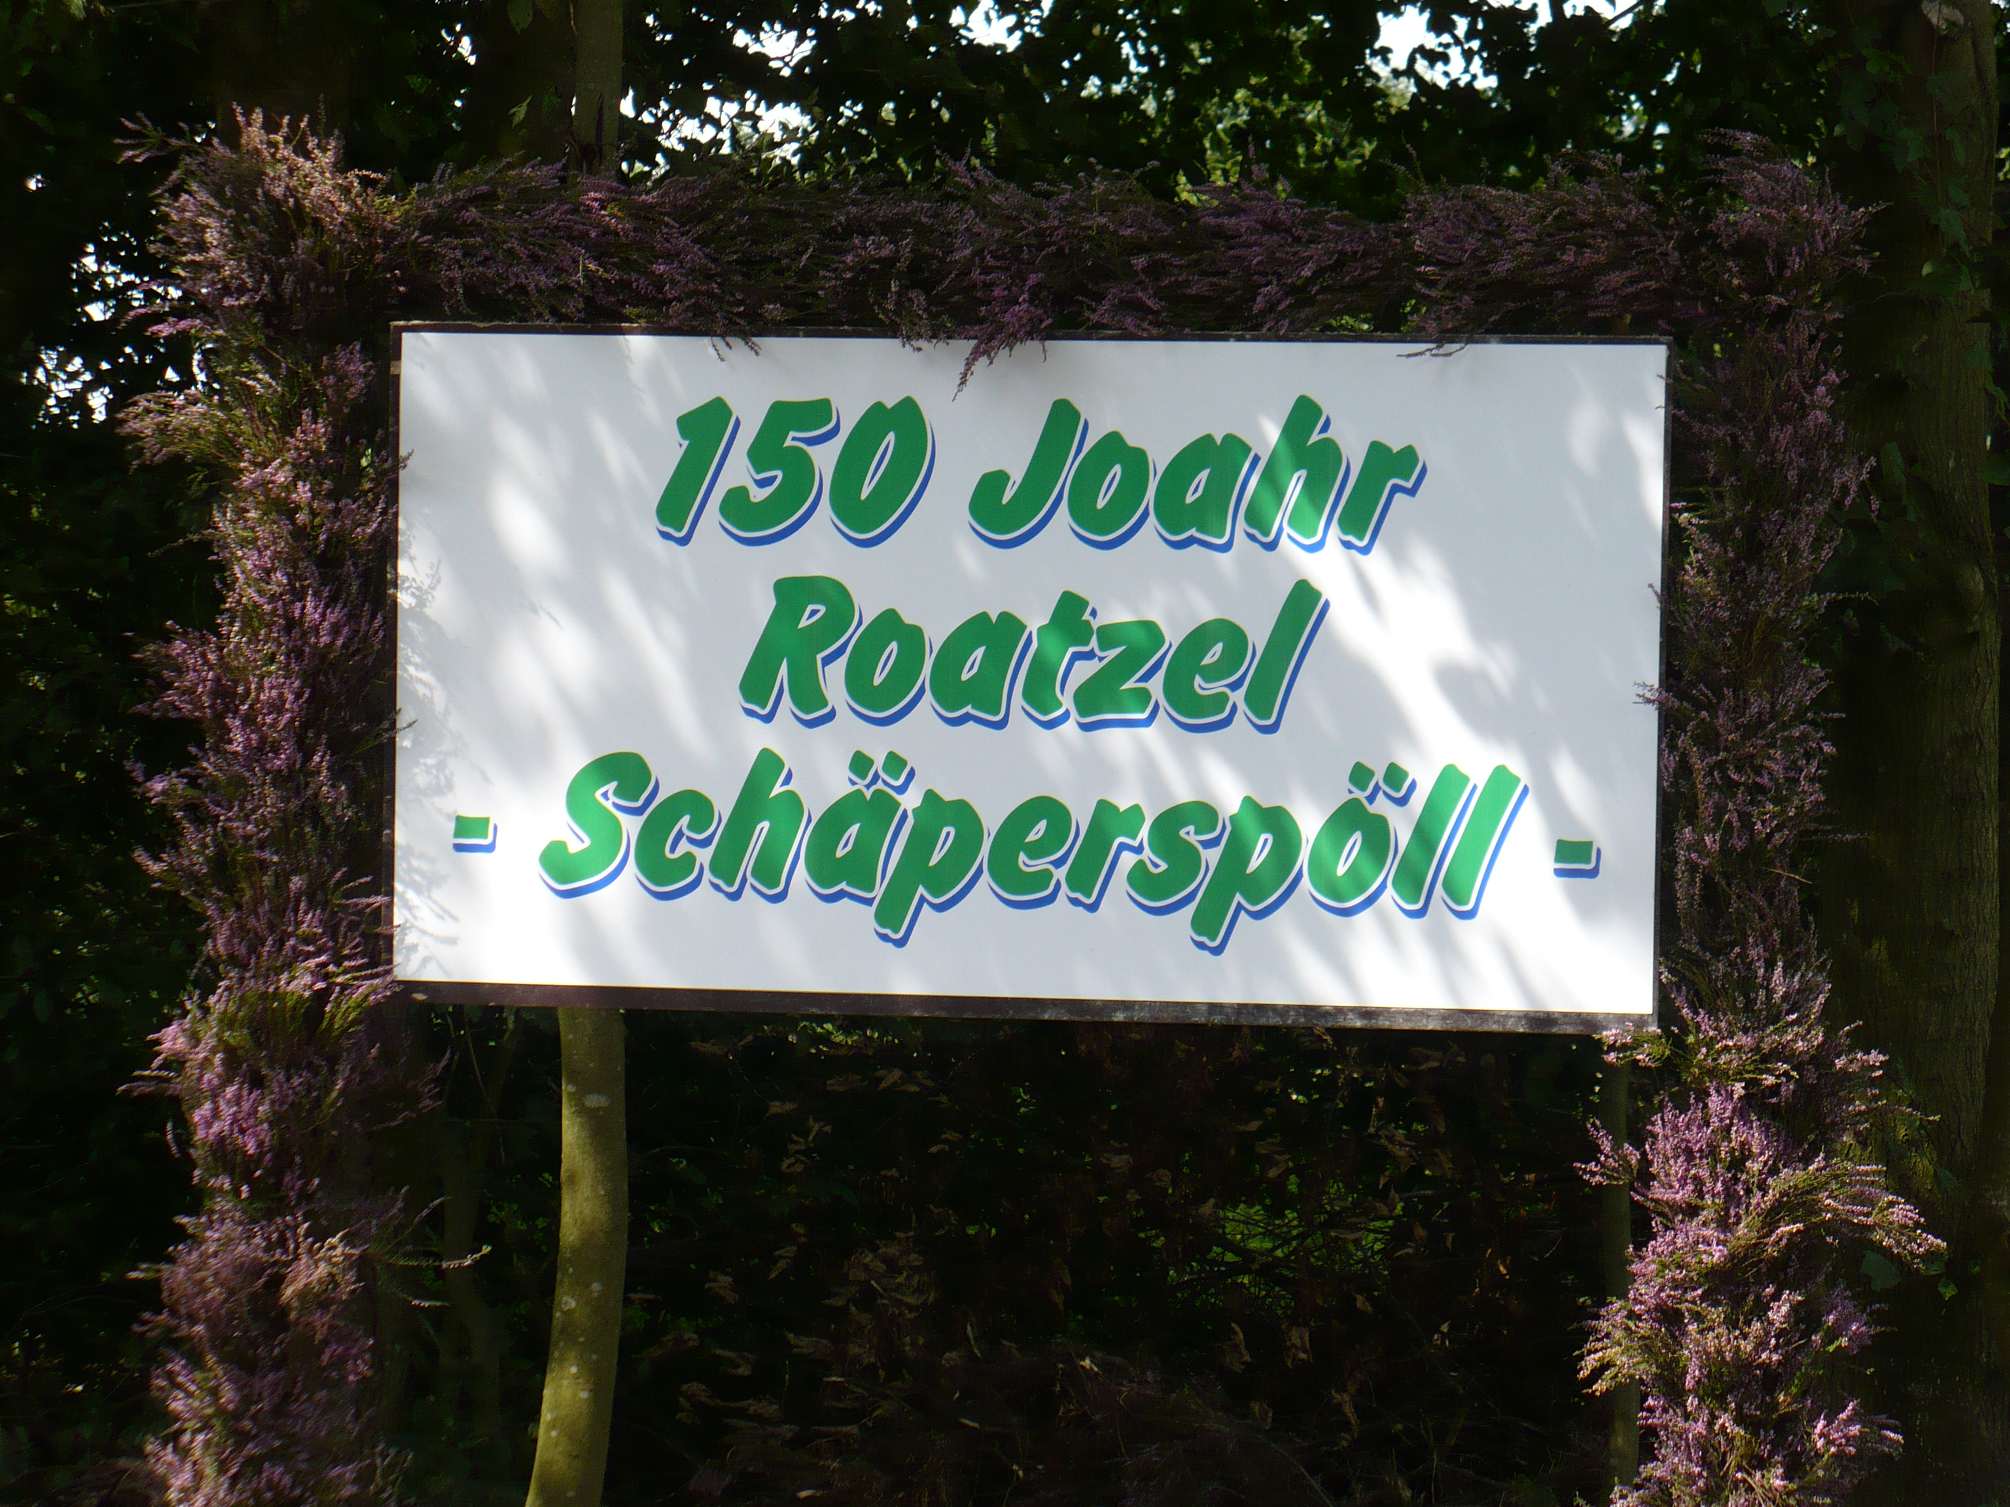 150 Joahr
Roatzel
- Schäperspöll -